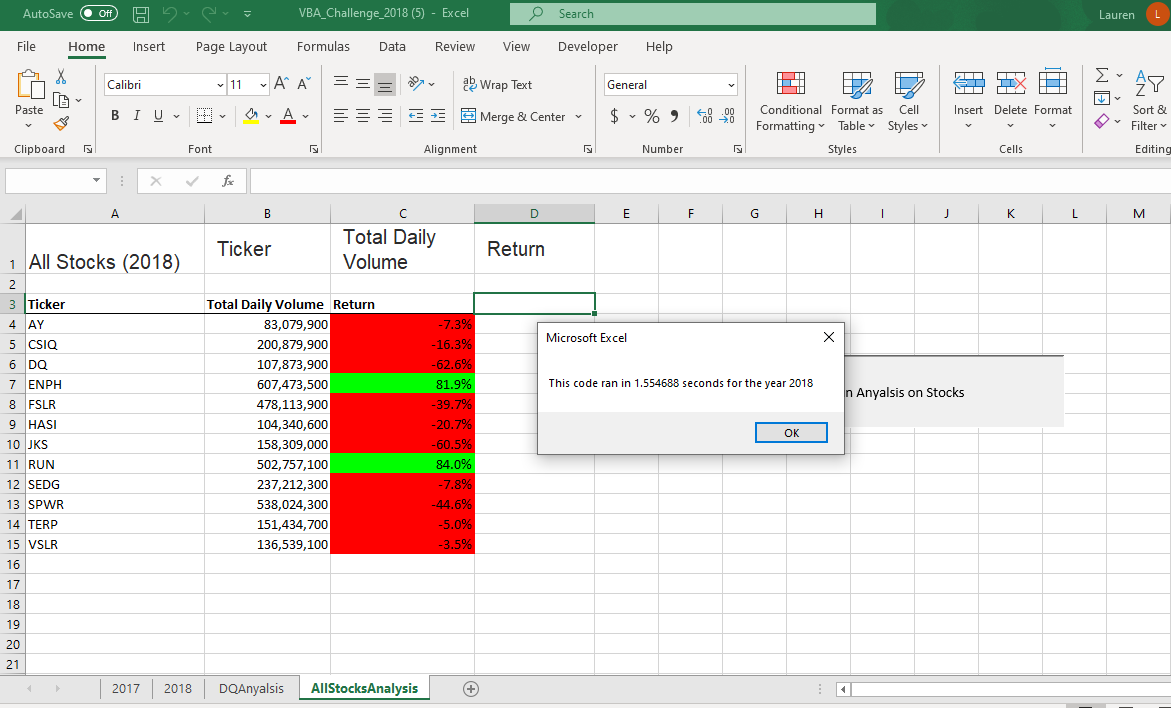 AutoSave Off VBA_Challenge_2018 (5) - Excel Search Lauren L
File Home Insert Page Layout Formulas Data Review View Developer Help
Paste Calibri 11 A A ab Wrap Text General Conditional Formatting Format as Table Cell Styles Insert Delete Format Sort & Filter
B I U A Merge & Center $ % 
Clipboard Font Alignment Number Styles Cells Editing
fx
A B C D E F G H I J K L M
1 All Stocks (2018) Ticker Total Daily Volume Return
2
3 Ticker Total Daily Volume Return
4 AY 83,079,900 -7.3%
5 CSIQ 200,879,900 -16.3%
6 DQ 107,873,900 -62.6%
7 ENPH 607,473,500 81.9%
8 FSLR 478,113,900 -39.7%
9 HASI 104,340,600 -20.7%
10 JKS 158,309,000 -60.5%
11 RUN 502,757,100 84.0%
12 SEDG 237,212,300 -7.8%
13 SPWR 538,024,300 -44.6%
14 TERP 151,434,700 -5.0%
15 VSLR 136,539,100 -3.5%
16
17
18
19
20
21
Microsoft Excel
This code ran in 1.554688 seconds for the year 2018
OK
n Anyalsis on Stocks
2017 2018 DQAnyalsis AllStocksAnalysis